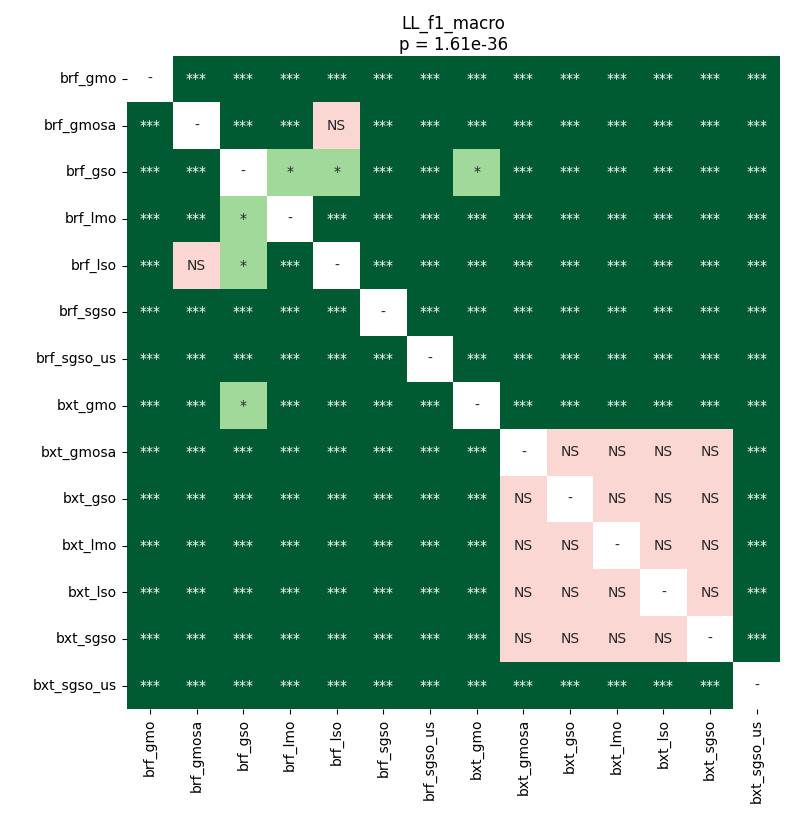 LL_f1_macro
p = 1.61e-36
brf_gmo - *** *** *** *** *** *** *** *** *** *** *** *** ***
brf_gmosa *** - *** *** NS *** *** *** *** *** *** *** *** ***
brf_gso *** *** - * * *** *** * *** *** *** *** *** ***
brf_lmo *** *** * - *** *** *** *** *** *** *** *** *** ***
brf_lso *** NS * *** - *** *** *** *** *** *** *** *** ***
brf_sgso *** *** *** *** *** - *** *** *** *** *** *** *** ***
brf_sgso_us *** *** *** *** *** *** - *** *** *** *** *** *** ***
bxt_gmo *** *** * *** *** *** *** - *** *** *** *** *** ***
bxt_gmosa *** *** *** *** *** *** *** *** - NS NS NS NS ***
bxt_gso *** *** *** *** *** *** *** *** NS - NS NS NS ***
bxt_lmo *** *** *** *** *** *** *** *** NS NS - NS NS ***
bxt_lso *** *** *** *** *** *** *** *** NS NS NS - NS ***
bxt_sgso *** *** *** *** *** *** *** *** NS NS NS NS - ***
bxt_sgso_us *** *** *** *** *** *** *** *** *** *** *** *** *** -
brf_gmo brf_gmosa brf_gso brf_lmo brf_lso brf_sgso brf_sgso_us bxt_gmo bxt_gmosa bxt_gso bxt_lmo bxt_lso bxt_sgso bxt_sgso_us